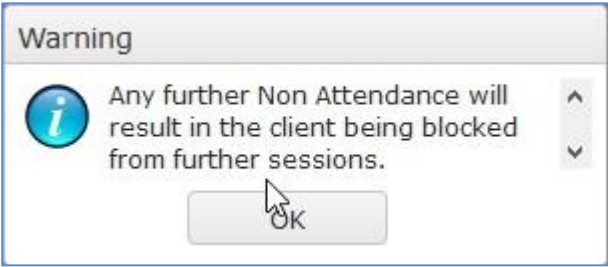 Warning
Any further Non Attendance will
result in the client being blocked
from further sessions.
OK